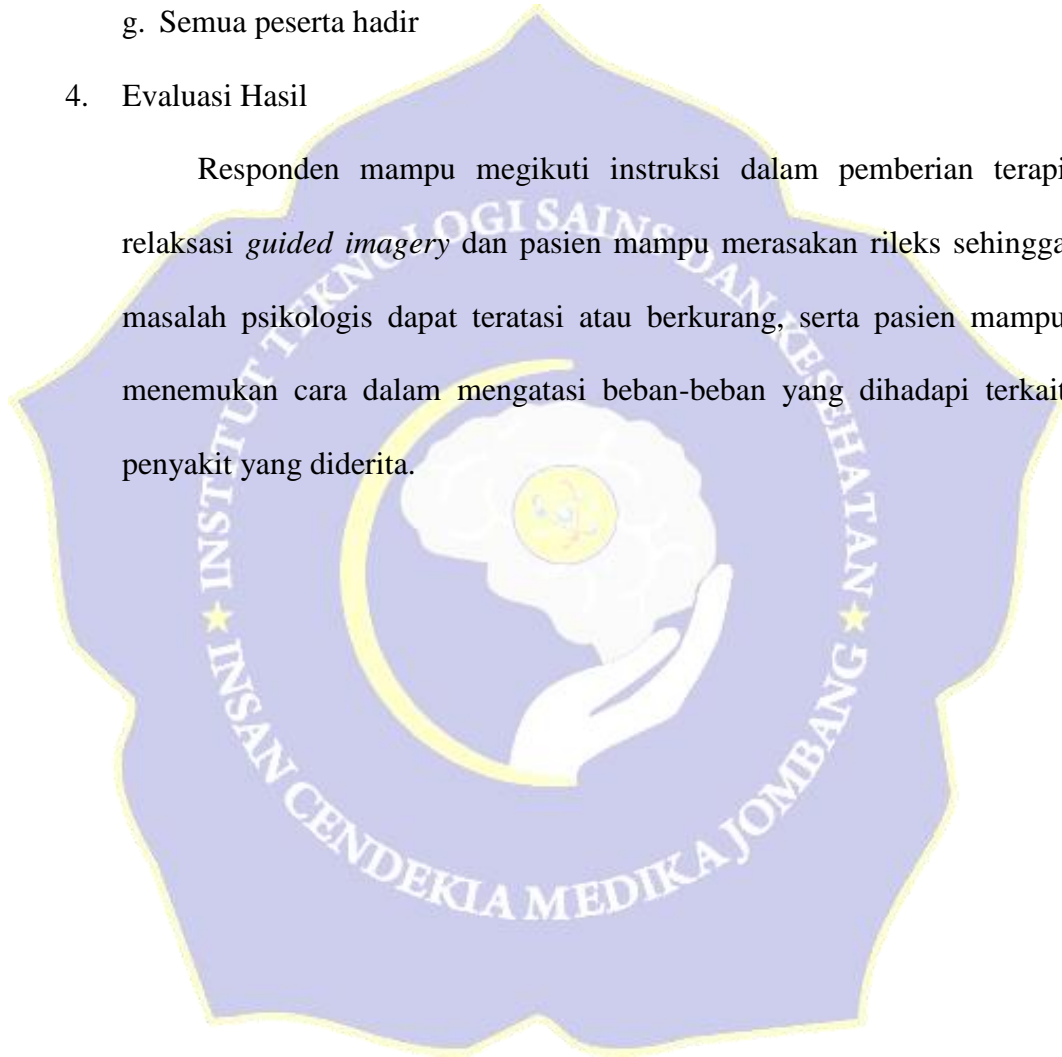 g. Semua peserta hadir
4. Evaluasi Hasil
Responden mampu megikuti instruksi dalam pemberian terapi
relaksasi guided imagery dan pasien mampu merasakan rileks sehingga
masalah psikologis dapat teratasi atau berkurang, serta pasien mampu
menemukan cara dalam mengatasi beban-beban yang dihadapi terkait
penyakit yang diderita.
INSTITUT TEKNOLOGI SAINS DAN KESEHATAN
INSAN CENDEKIA MEDIKA JOMBANG